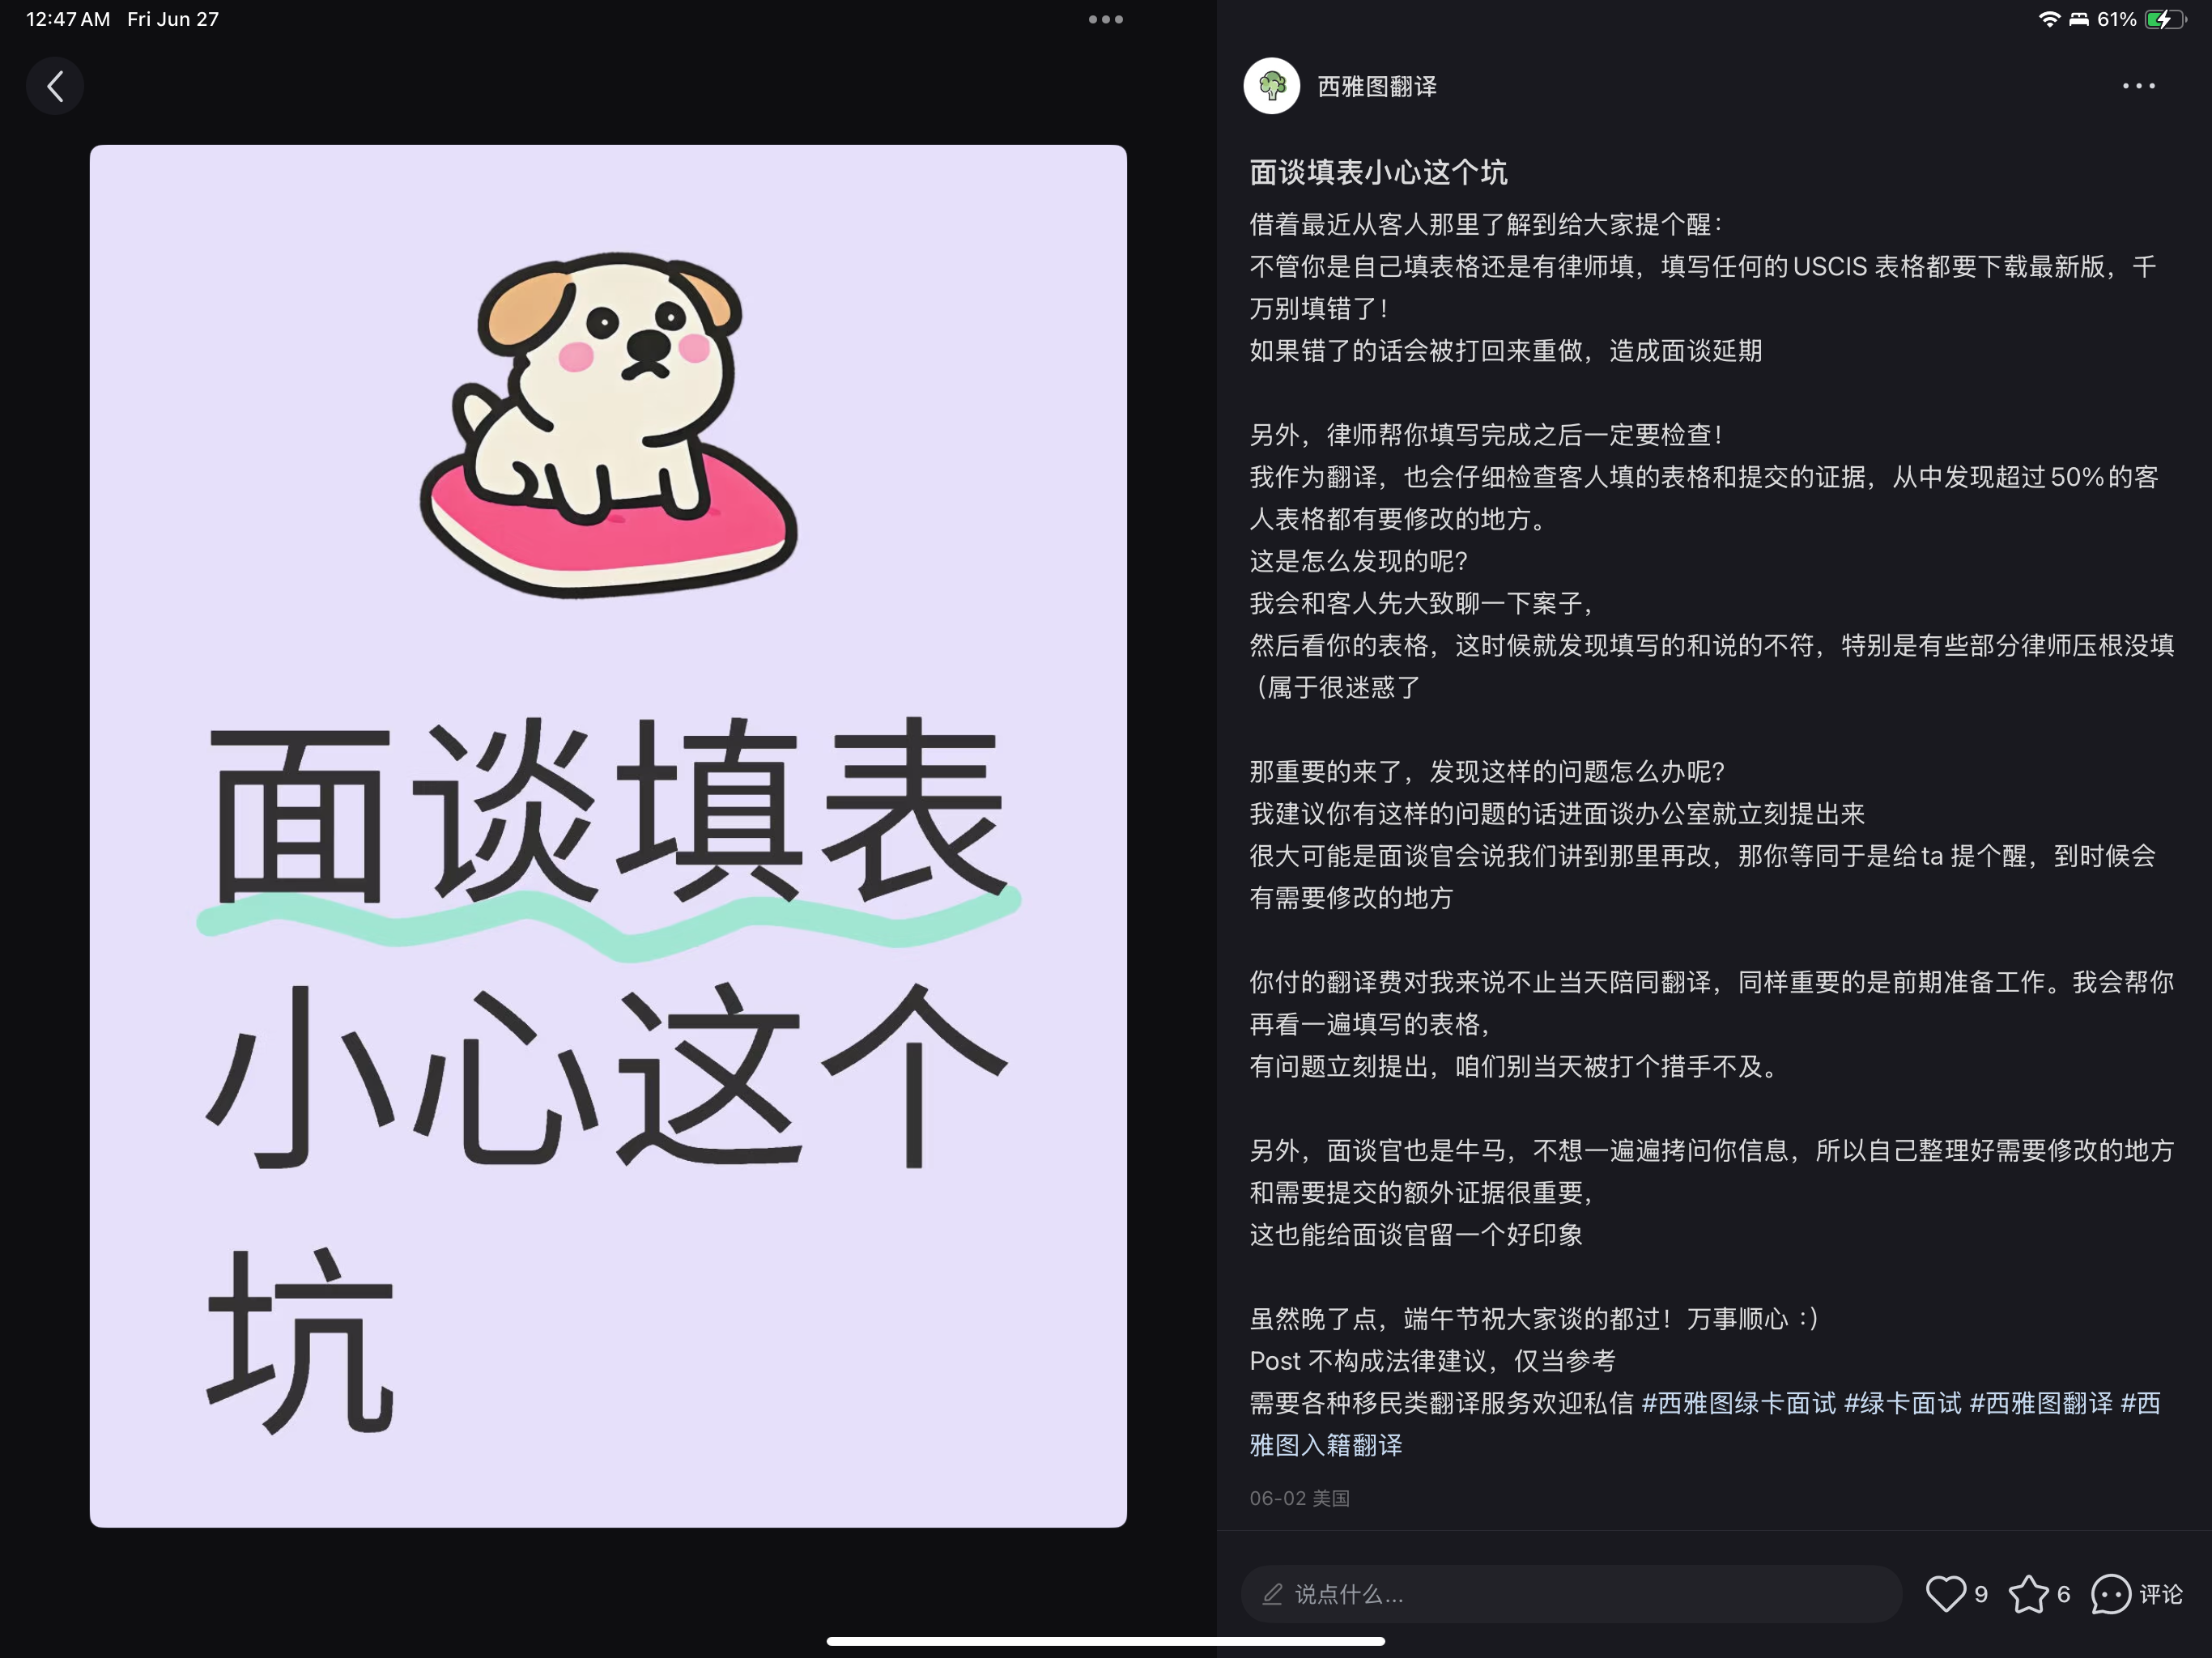 12:47 AM Fri Jun 27
61%
西雅图翻译
面谈填表
小心这个
坑
面谈填表小心这个坑
借着最近从客人那里了解到给大家提个醒：
不管你是自己填表格还是有律师填，填写任何的USCIS 表格都要下载最新版，千
万别填错了！
如果错了的话会被打回来重做，造成面谈延期
另外，律师帮你填写完成之后一定要检查！
我作为翻译，也会仔细检查客人填的表格和提交的证据，从中发现超过50%的客
人表格都有要修改的地方。
这是怎么发现的呢？
我会和客人先大致聊一下案子，
然后看你的表格，这时候就发现填写的和说的不符，特别是有些部分律师压根没填
（属于很迷惑了
那重要的来了，发现这样的问题怎么办呢？
我建议你有这样的问题的话进面谈办公室就立刻提出来
很大可能是面谈官会说我们讲到那里再改，那你等同于是给ta 提个醒，到时候会
有需要修改的地方
你付的翻译费对我来说不止当天陪同翻译，同样重要的是前期准备工作。我会帮你
再看一遍填写的表格，
有问题立刻提出，咱们别当天被打个措手不及。
另外，面谈官也是牛马，不想一遍遍拷问你信息，所以自己整理好需要修改的地方
和需要提交的额外证据很重要，
这也能给面谈官留一个好印象
虽然晚了点，端午节祝大家谈的都过！万事顺心 :）
Post 不构成法律建议，仅当参考
需要各种移民类翻译服务欢迎私信 #西雅图绿卡面试 #绿卡面试 #西雅图翻译 #西
雅图入籍翻译
06-02 美国
说点什么...
9
6
评论